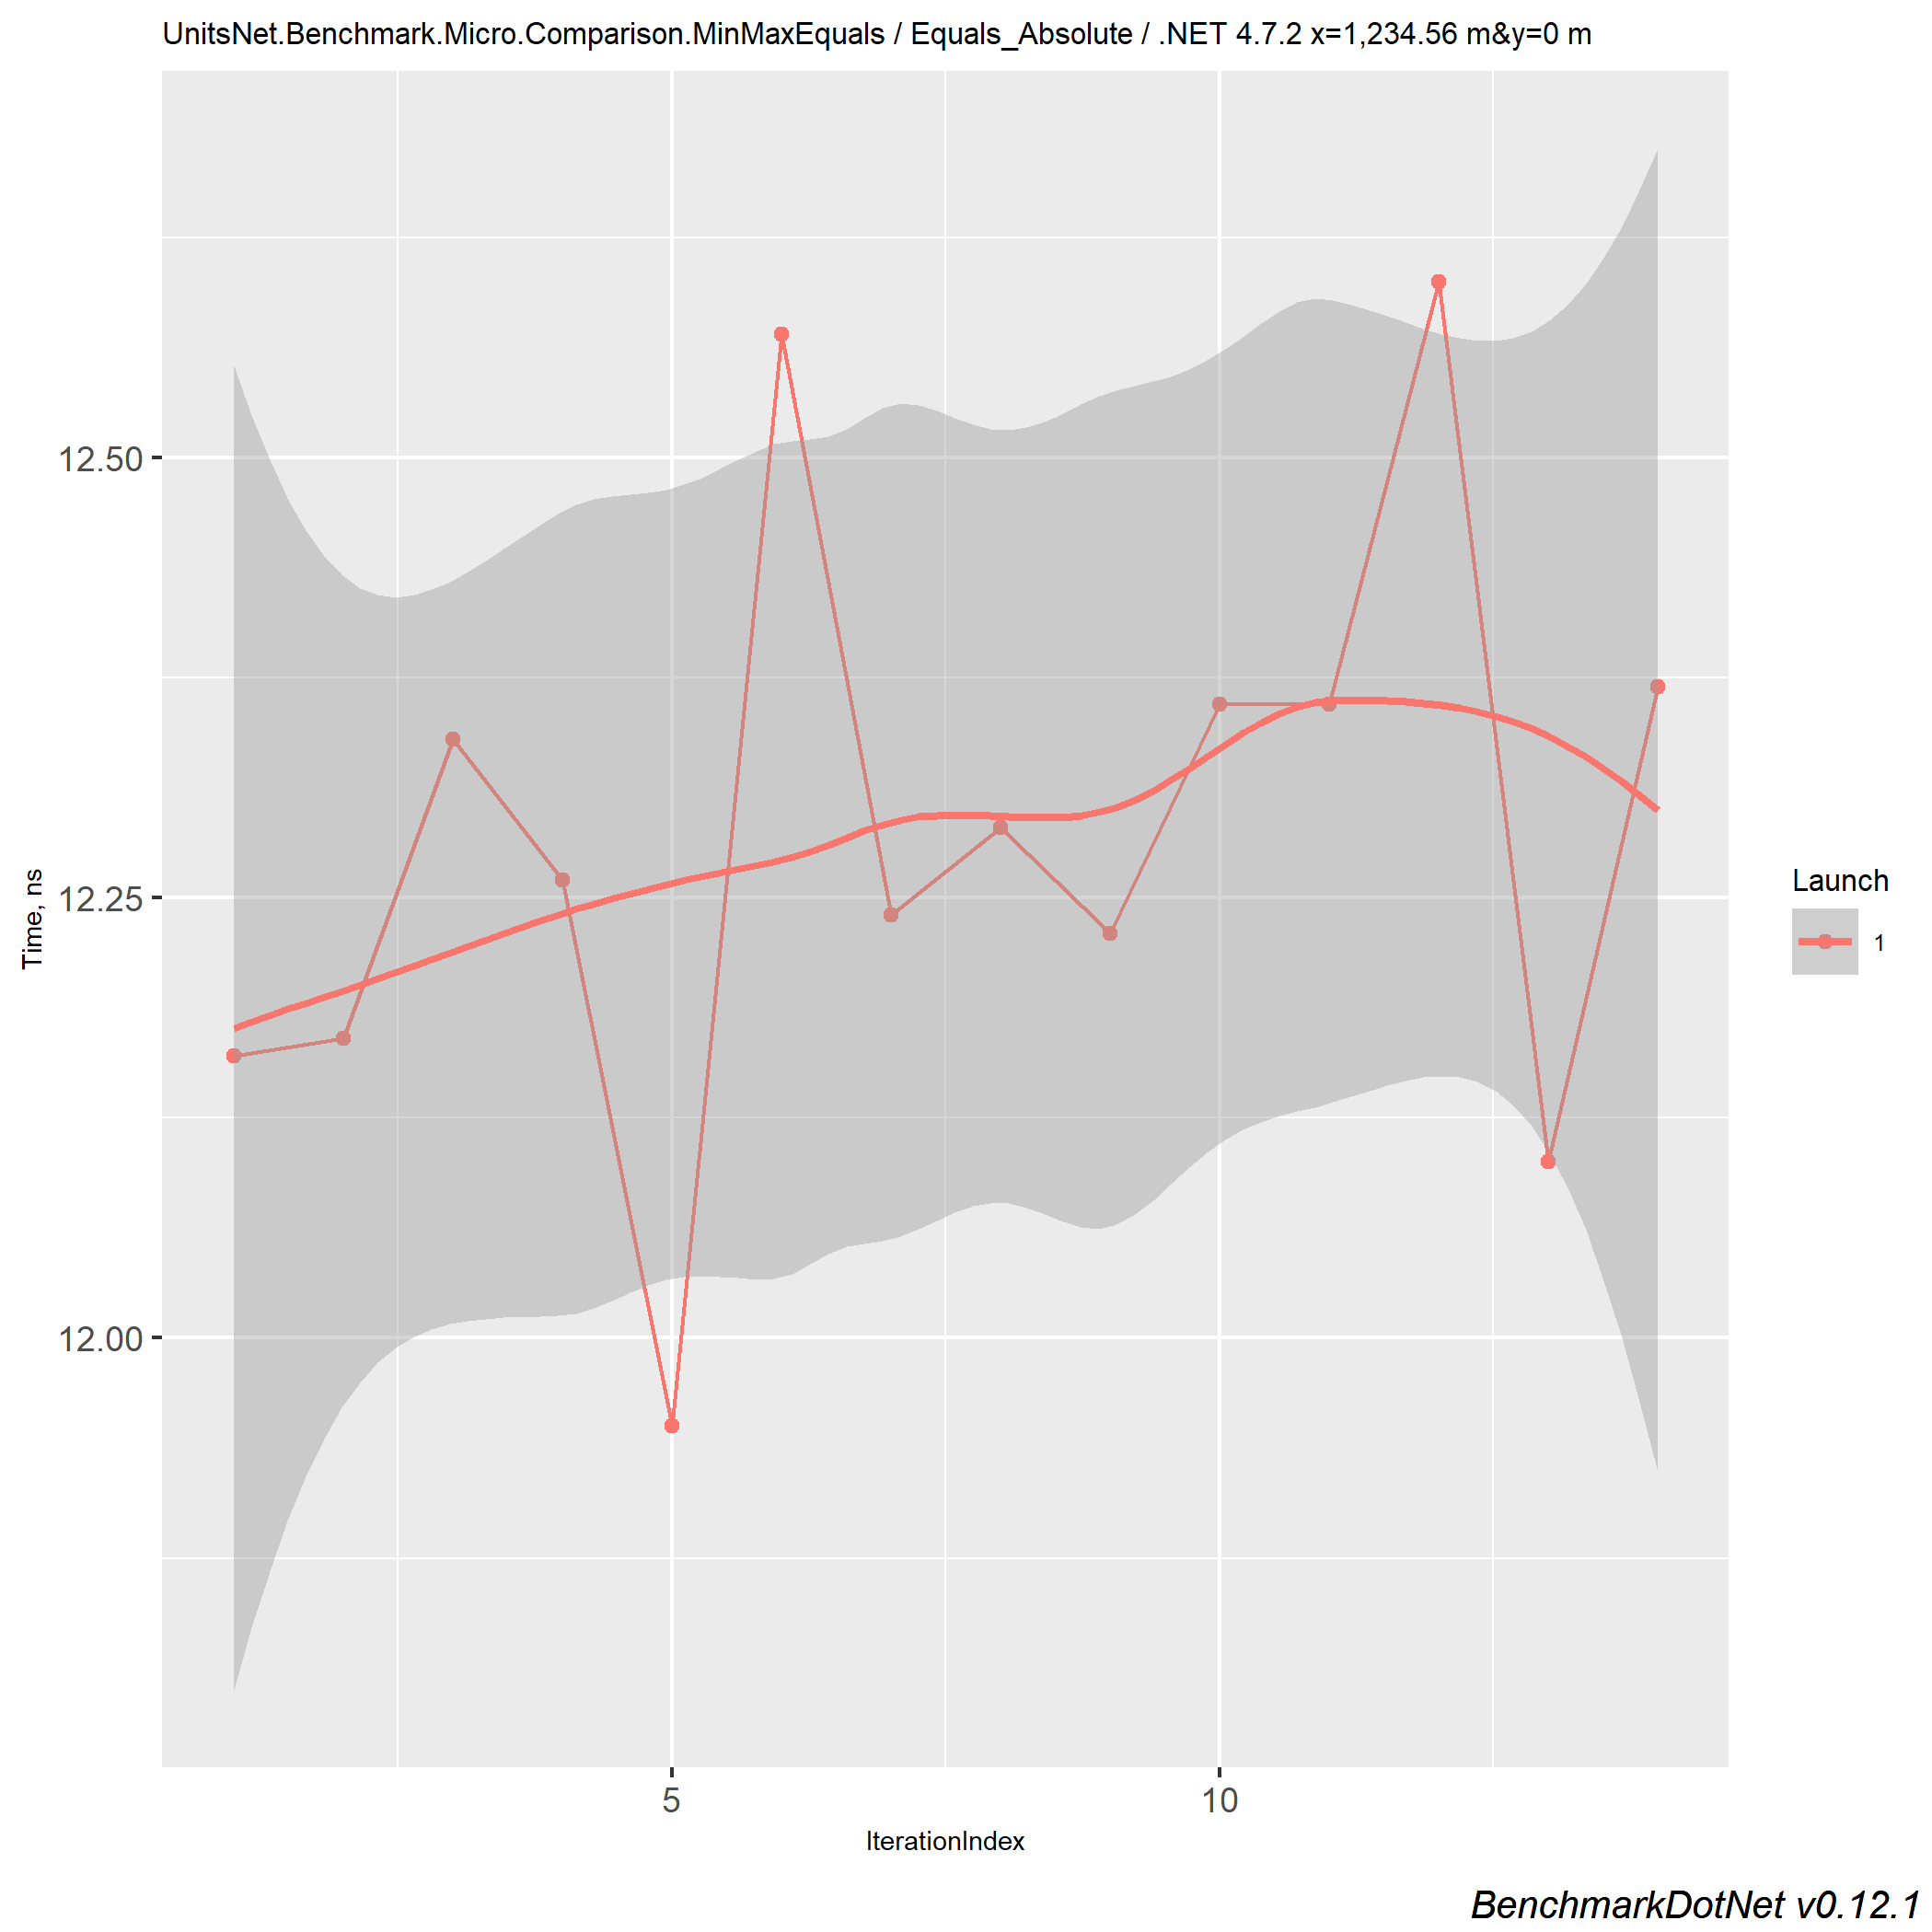 UnitsNet.Benchmark.Micro.Comparison.MinMaxEquals / Equals_Absolute / .NET 4.7.2 x=1,234.56 m&y=0 m
Time, ns
12.50
12.25
12.00
5
10
IterationIndex
Launch
1
BenchmarkDotNet v0.12.1